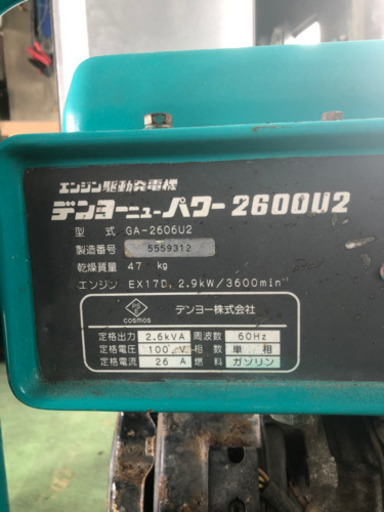 エンジン駆動発電機
デンヨーニューパワー2600U2
型 式 GA-2606U2
製造番号 5559312
乾燥質量 47 kg
エンジン EX17D, 2.9kW/3600min⁻¹
cosmos
デンヨー株式会社
定格出力 2.6kVA 周波数 60Hz
定格電圧 100 V 相数 単 相
定格電流 26 A 燃料 ガソリン